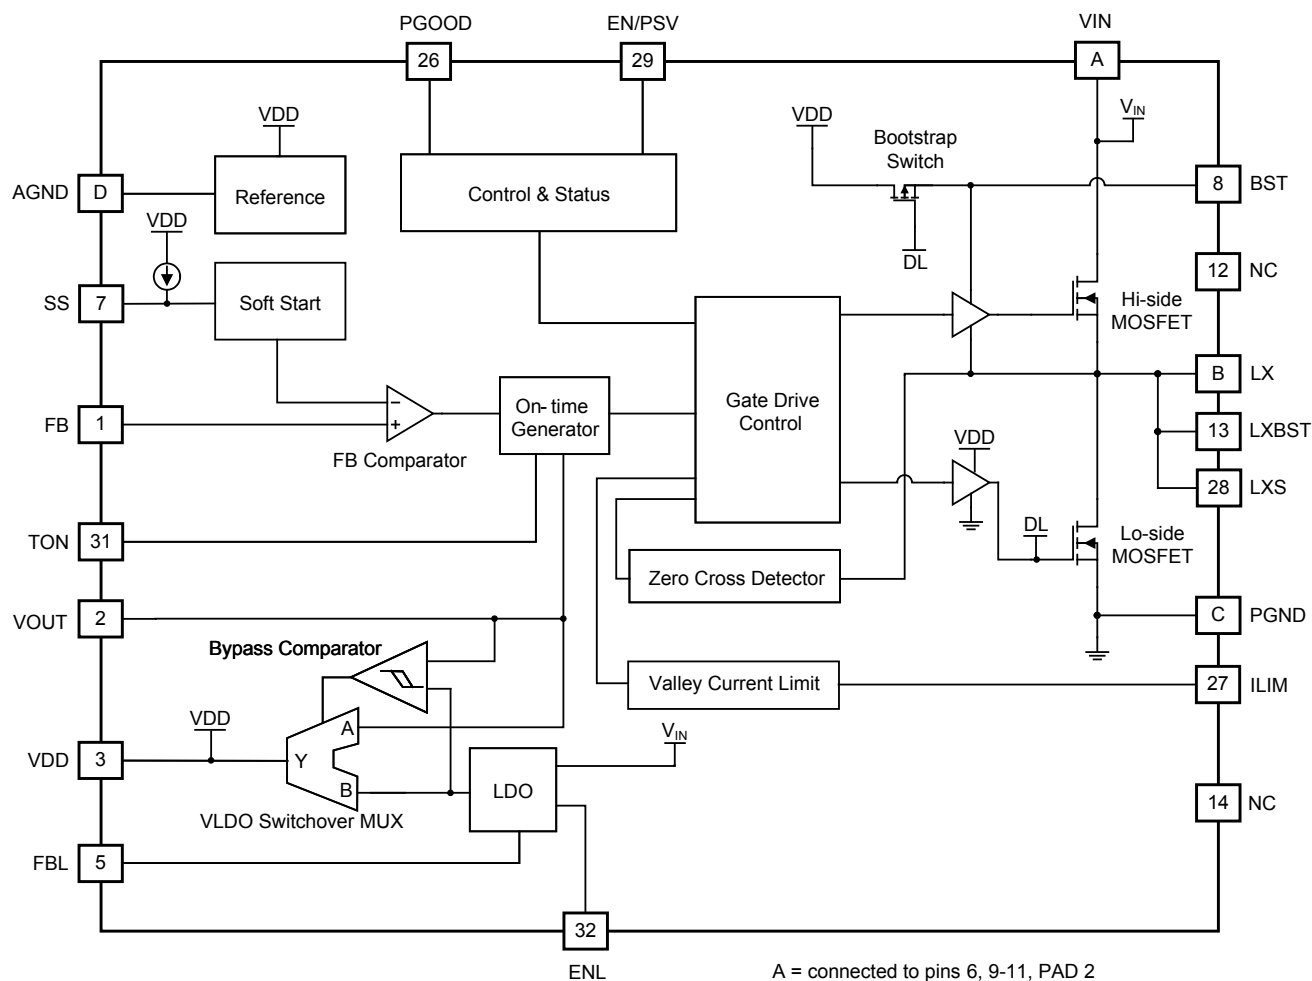 PGOOD
EN/PSV
VIN
26
29
A
VDD
VDD
VIN
Bootstrap
Switch
AGND
D
Reference
Control & Status
8
BST
VDD
DL
12
NC
SS
7
Soft Start
Hi-side
MOSFET
B
LX
FB
1
−
+
On-time
Generator
Gate Drive
Control
13
LXBST
FB Comparator
VDD
28
LXS
TON
31
DL
Lo-side
MOSFET
Zero Cross Detector
VOUT
2
C
PGND
Bypass Comparator
Valley Current Limit
27
ILIM
VDD
A
VIN
VDD
3
Y
B
LDO
14
NC
VLDO Switchover MUX
FBL
5
32
ENL
A = connected to pins 6, 9-11, PAD 2